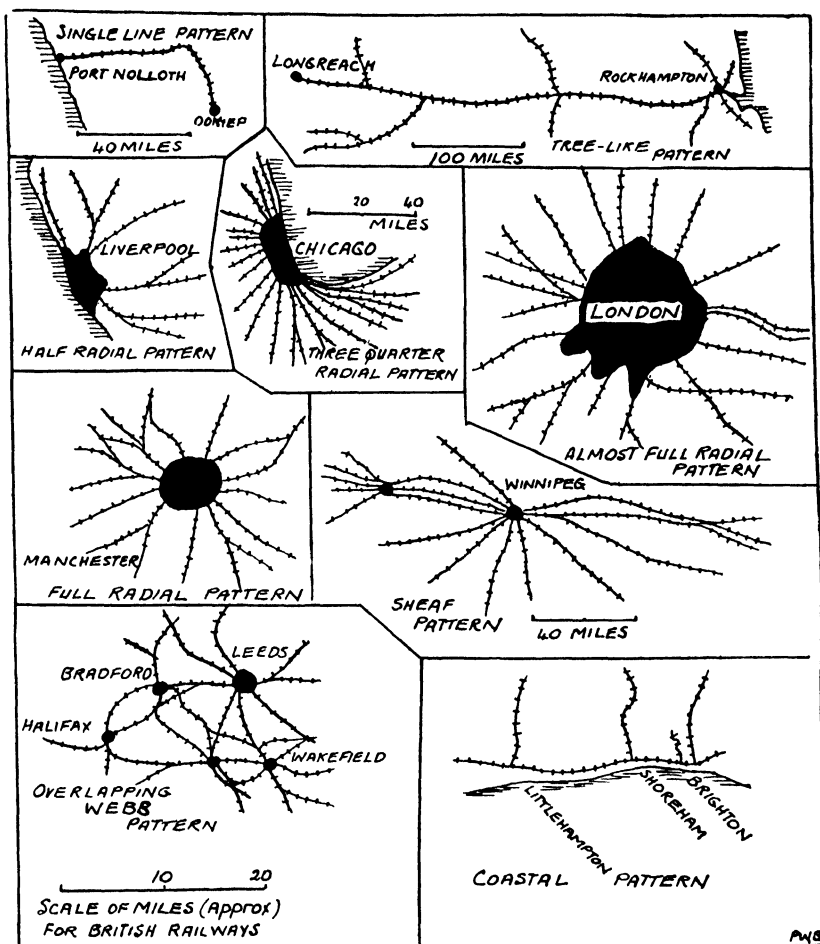 SINGLE LINE PATTERN
PORT NOLLOTH
OOKIEP
40 MILES
LONGREACH
ROCKHAMPTON
100 MILES
TREE-LIKE PATTERN
LIVERPOOL
HALF RADIAL PATTERN
20 40
MILES
CHICAGO
THREE QUARTER
RADIAL PATTERN
LONDON
ALMOST FULL RADIAL
PATTERN
MANCHESTER
FULL RADIAL PATTERN
WINNIPEG
SHEAF
PATTERN
40 MILES
LEEDS
BRADFORD
HALIFAX
WAKEFIELD
OVERLAPPING
WEBB
PATTERN
10 20
SCALE OF MILES (APPROX)
FOR BRITISH RAILWAYS
LITTLEHAMPTON
SHOREHAM
BRIGHTON
COASTAL PATTERN
PWB